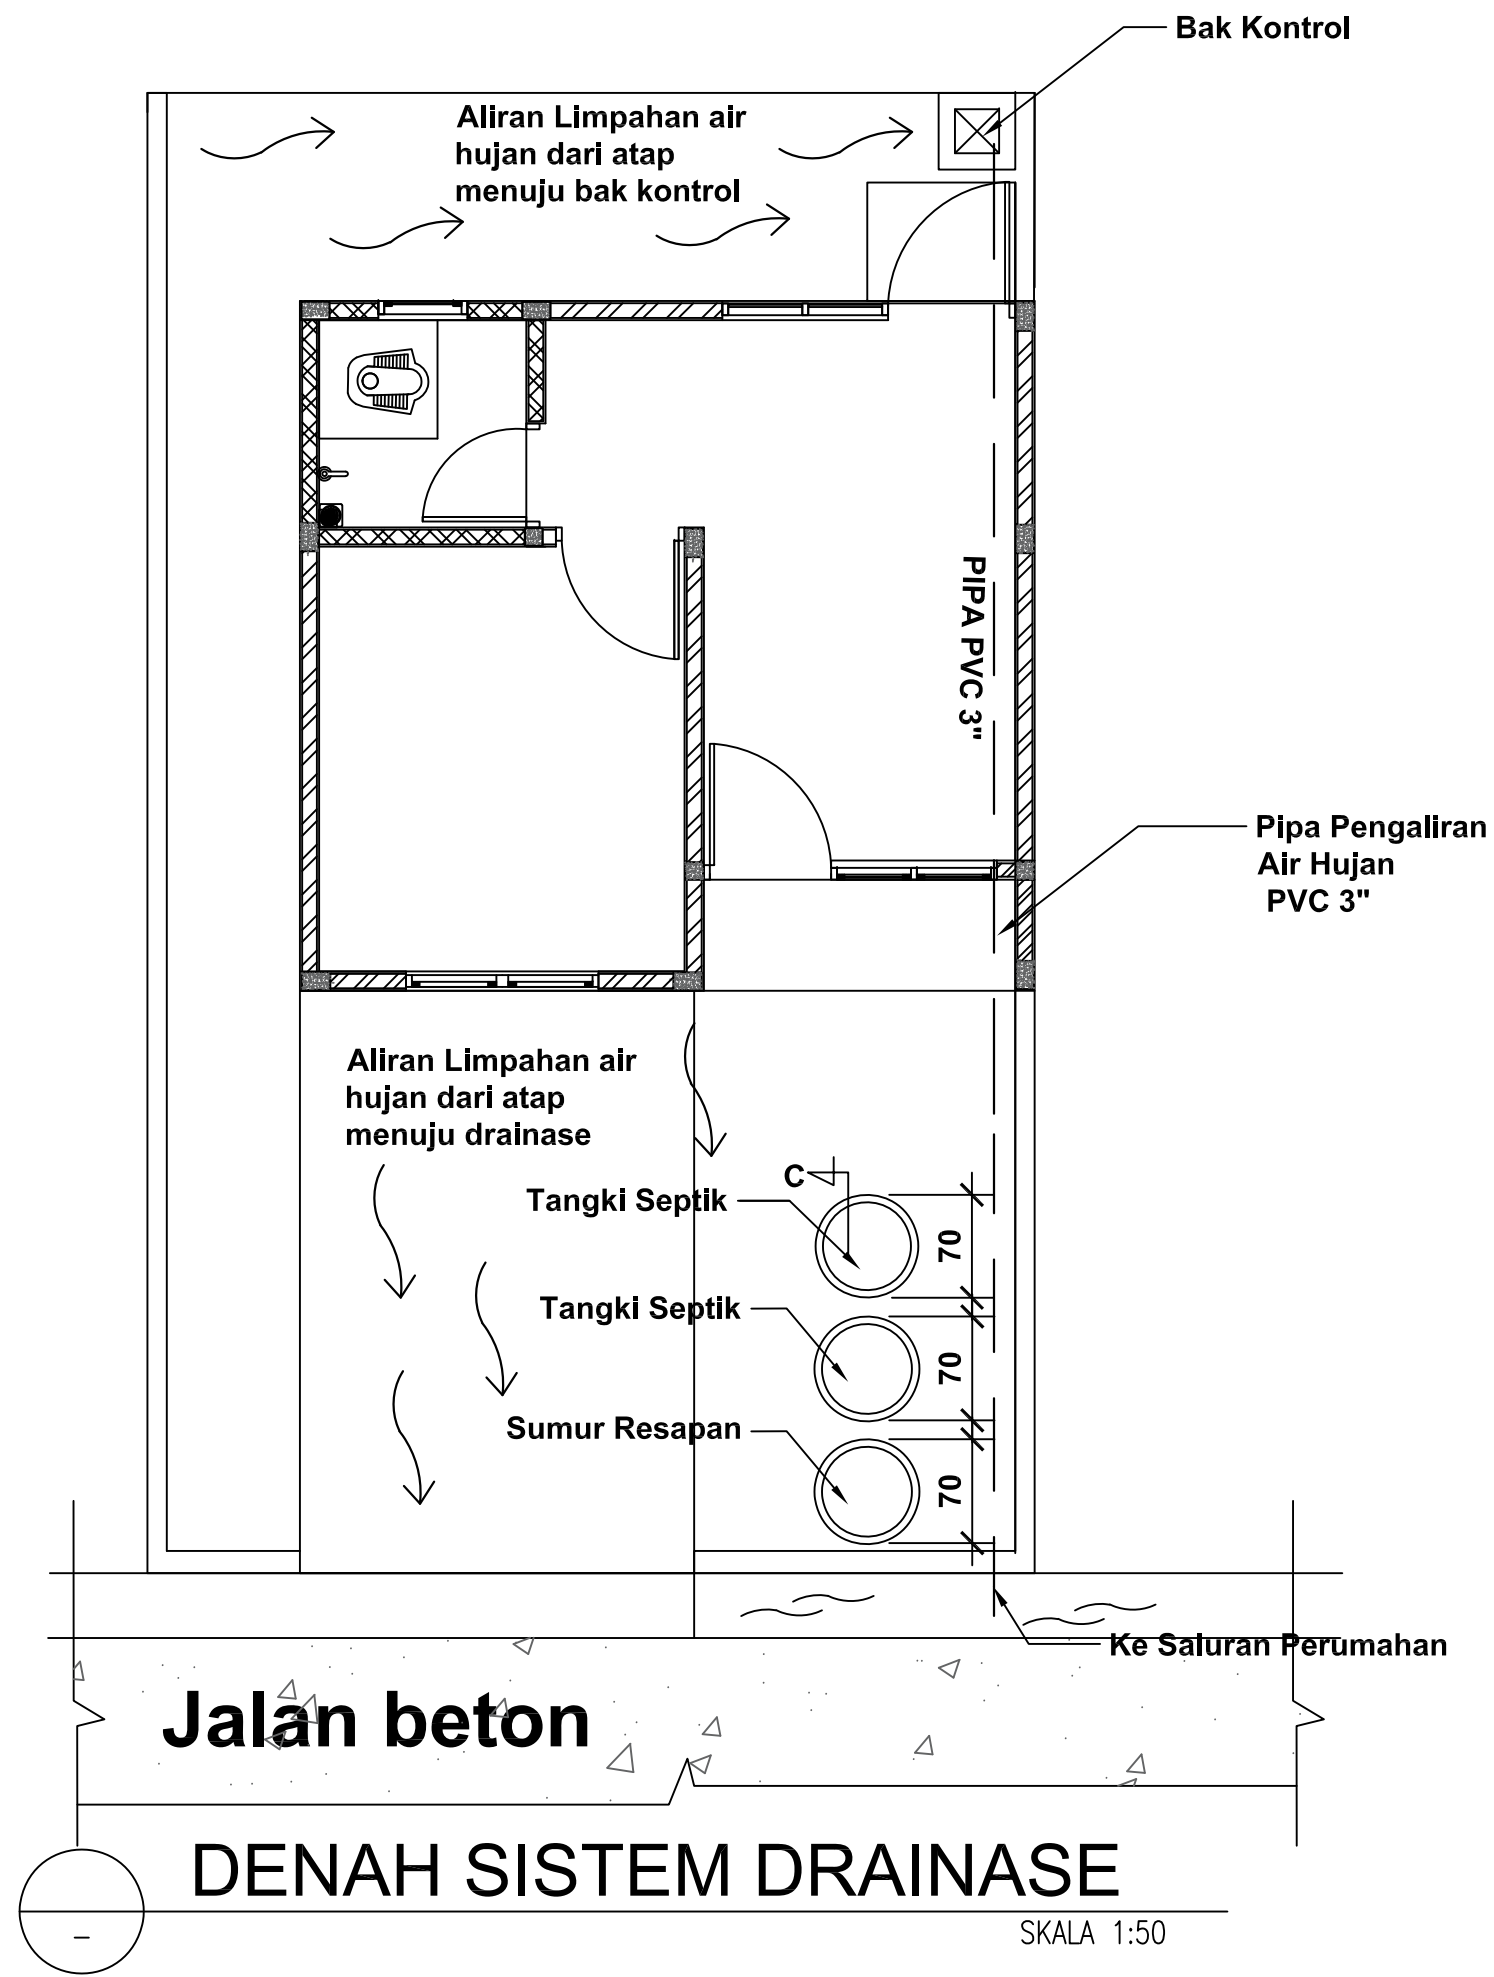 Bak Kontrol
Aliran Limpahan air
hujan dari atap
menuju bak kontrol
PIPA PVC 3"
Pipa Pengaliran
Air Hujan
PVC 3"
Aliran Limpahan air
hujan dari atap
menuju drainase
C
Tangki Septik
70
Tangki Septik
70
Sumur Resapan
70
Ke Saluran Perumahan
Jalan beton
DENAH SISTEM DRAINASE
SKALA 1:50
-